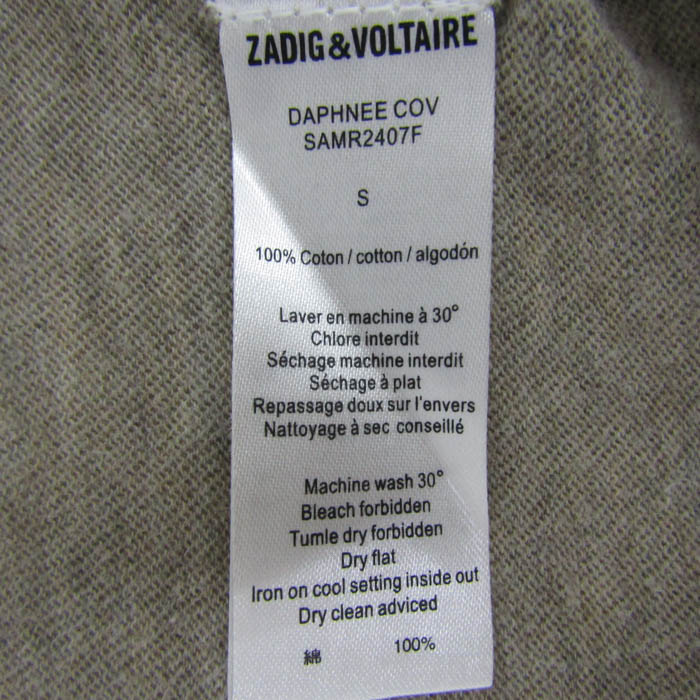 ZADIG&VOLTAIRE
DAPHNEE COV
SAMR2407F
S
100% Coton / cotton / algodón
Laver en machine à 30°
Chlore interdit
Séchage machine interdit
Séchage à plat
Repassage doux sur l'envers
Nattoyage à sec conseillé
Machine wash 30°
Bleach forbidden
Tumle dry forbidden
Dry flat
Iron on cool setting inside out
Dry clean adviced
綿 100%